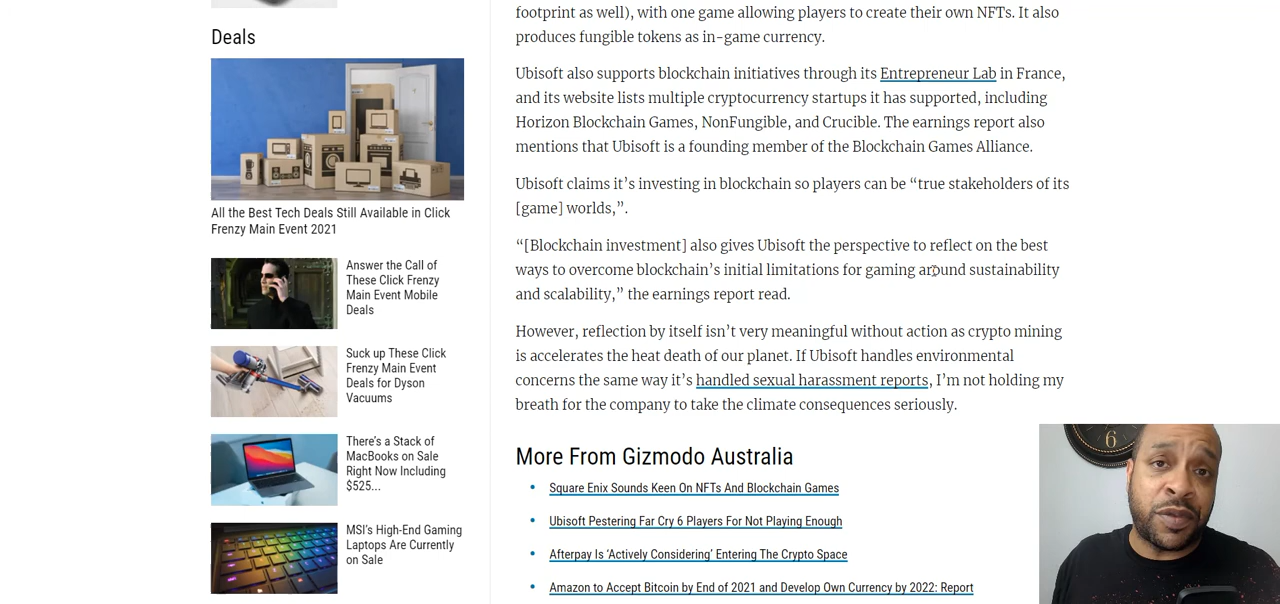 Deals
All the Best Tech Deals Still Available in Click
Frenzy Main Event 2021
Answer the Call of
These Click Frenzy
Main Event Mobile
Deals
Suck up These Click
Frenzy Main Event
Deals for Dyson
Vacuums
There's a Stack of
MacBooks on Sale
Right Now Including
$525...
MSI's High-End Gaming
Laptops Are Currently
on Sale
footprint as well), with one game allowing players to create their own NFTs. It also
produces fungible tokens as in-game currency.
Ubisoft also supports blockchain initiatives through its Entrepreneur Lab in France,
and its website lists multiple cryptocurrency startups it has supported, including
Horizon Blockchain Games, NonFungible, and Crucible. The earnings report also
mentions that Ubisoft is a founding member of the Blockchain Games Alliance.
Ubisoft claims it's investing in blockchain so players can be “true stakeholders of its
[game] worlds,”.
“[Blockchain investment] also gives Ubisoft the perspective to reflect on the best
ways to overcome blockchain's initial limitations for gaming around sustainability
and scalability,” the earnings report read.
However, reflection by itself isn't very meaningful without action as crypto mining
is accelerates the heat death of our planet. If Ubisoft handles environmental
concerns the same way it's handled sexual harassment reports, I'm not holding my
breath for the company to take the climate consequences seriously.
More From Gizmodo Australia
Square Enix Sounds Keen On NFTs And Blockchain Games
Ubisoft Pestering Far Cry 6 Players For Not Playing Enough
Afterpay Is ‘Actively Considering’ Entering The Crypto Space
Amazon to Accept Bitcoin by End of 2021 and Develop Own Currency by 2022: Report
6